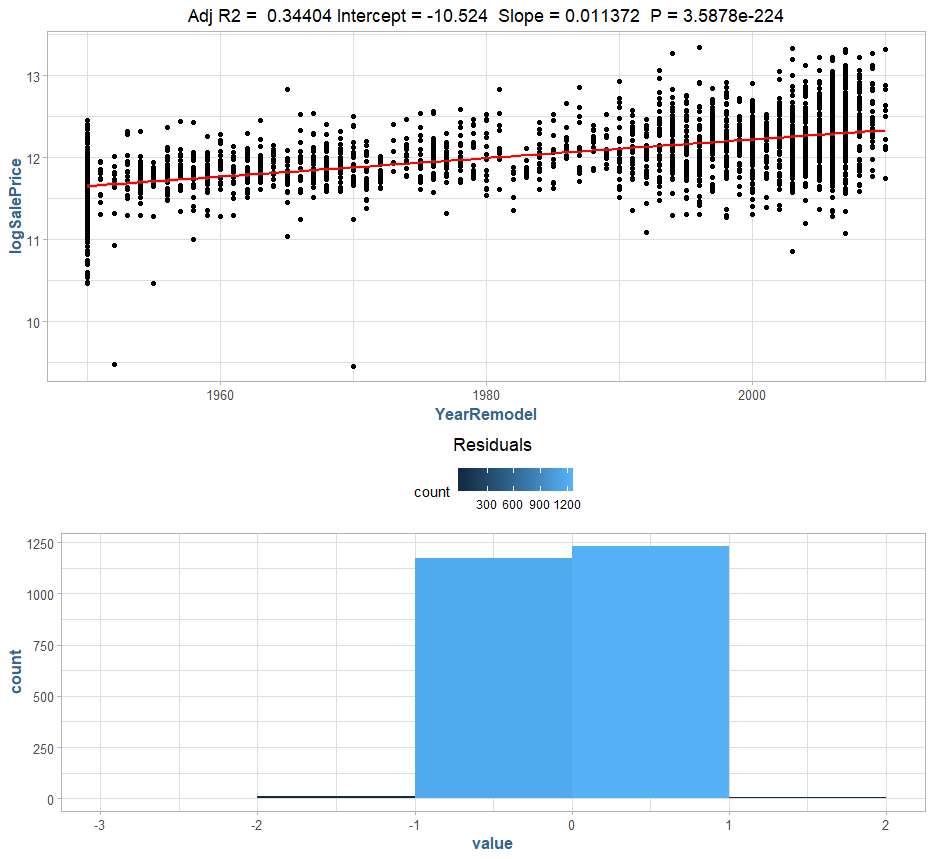 Adj R2 =  0.34404 Intercept = -10.524  Slope = 0.011372  P = 3.5878e-224
logSalePrice
13
12
11
10
1960 1980 2000
YearRemodel
Residuals
count
300 600 900 1200
count
1250
1000
750
500
250
0
-3 -2 -1 0 1 2
value